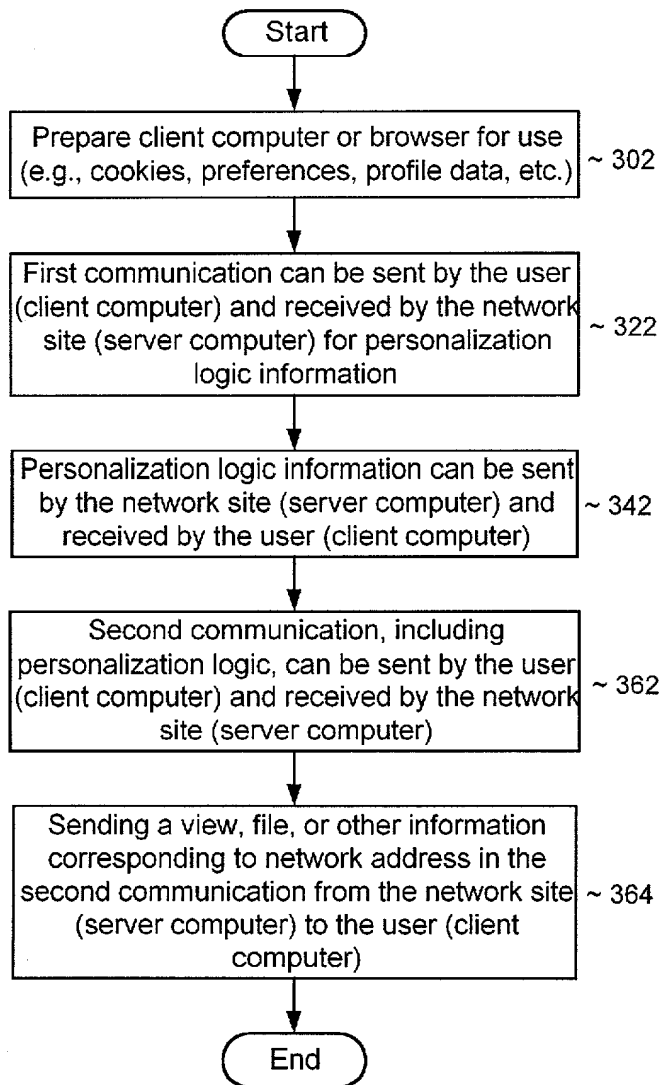 Start
Prepare client computer or browser for use
(e.g., cookies, preferences, profile data, etc.)
~ 302
First communication can be sent by the user
(client computer) and received by the network
site (server computer) for personalization
logic information
~ 322
Personalization logic information can be sent
by the network site (server computer) and
received by the user (client computer)
~ 342
Second communication, including
personalization logic, can be sent by the user
(client computer) and received by the network
site (server computer)
~ 362
Sending a view, file, or other information
corresponding to network address in the
second communication from the network site
(server computer) to the user (client
computer)
~ 364
End